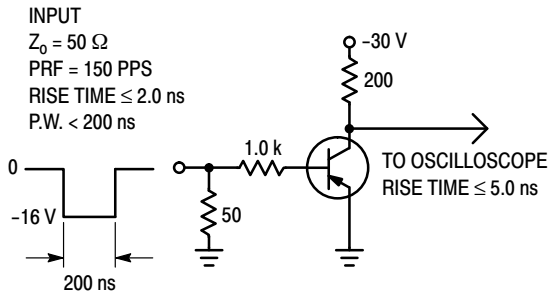 INPUT
Zo = 50 Ω
PRF = 150 PPS
RISE TIME ≤ 2.0 ns
P.W. < 200 ns
−30 V
200
1.0 k
TO OSCILLOSCOPE
RISE TIME ≤ 5.0 ns
0
50
−16 V
200 ns